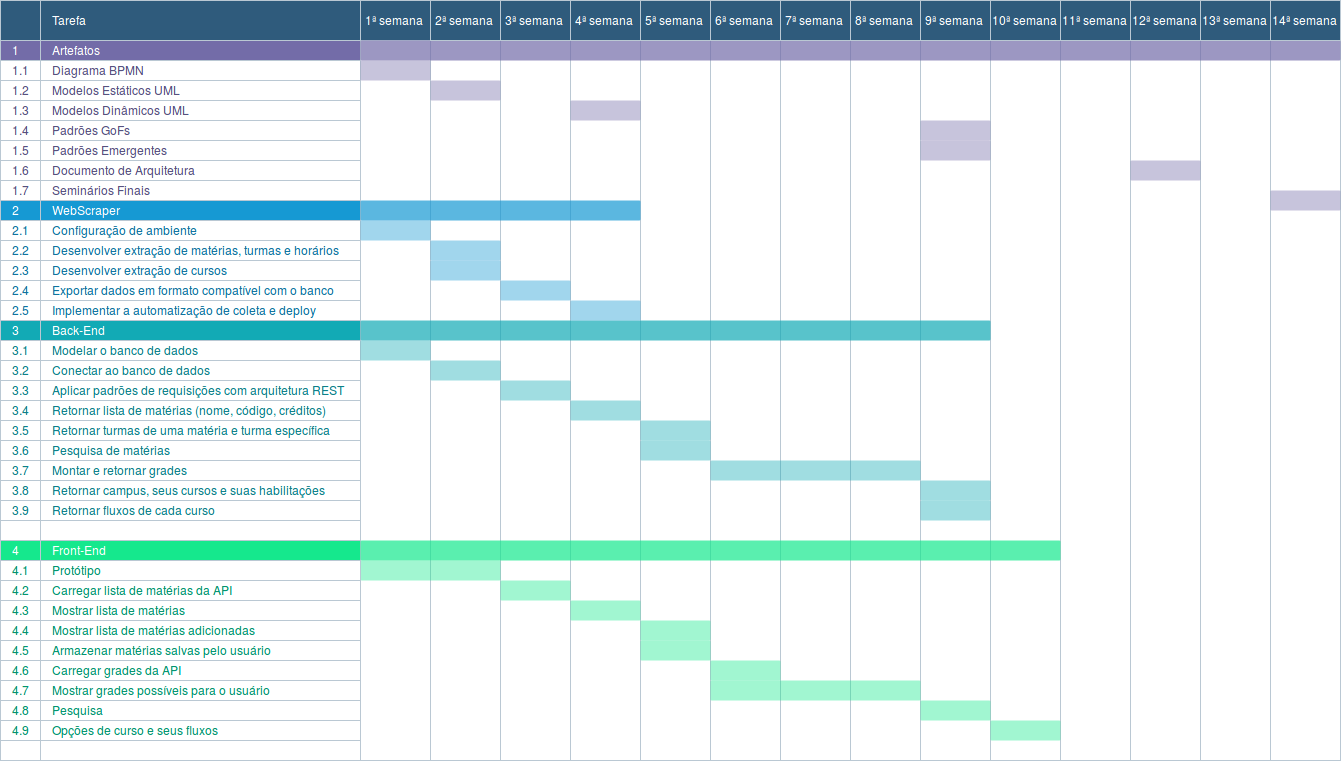 Tarefa 1ª semana 2ª semana 3ª semana 4ª semana 5ª semana 6ª semana 7ª semana 8ª semana 9ª semana 10ª semana 11ª semana 12ª semana 13ª semana 14ª semana
1 Artefatos
1.1 Diagrama BPMN
1.2 Modelos Estáticos UML
1.3 Modelos Dinâmicos UML
1.4 Padrões GoFs
1.5 Padrões Emergentes
1.6 Documento de Arquitetura
1.7 Seminários Finais
2 WebScraper
2.1 Configuração de ambiente
2.2 Desenvolver extração de matérias, turmas e horários
2.3 Desenvolver extração de cursos
2.4 Exportar dados em formato compatível com o banco
2.5 Implementar a automatização de coleta e deploy
3 Back-End
3.1 Modelar o banco de dados
3.2 Conectar ao banco de dados
3.3 Aplicar padrões de requisições com arquitetura REST
3.4 Retornar lista de matérias (nome, código, créditos)
3.5 Retornar turmas de uma matéria e turma específica
3.6 Pesquisa de matérias
3.7 Montar e retornar grades
3.8 Retornar campus, seus cursos e suas habilitações
3.9 Retornar fluxos de cada curso
4 Front-End
4.1 Protótipo
4.2 Carregar lista de matérias da API
4.3 Mostrar lista de matérias
4.4 Mostrar lista de matérias adicionadas
4.5 Armazenar matérias salvas pelo usuário
4.6 Carregar grades da API
4.7 Mostrar grades possíveis para o usuário
4.8 Pesquisa
4.9 Opções de curso e seus fluxos